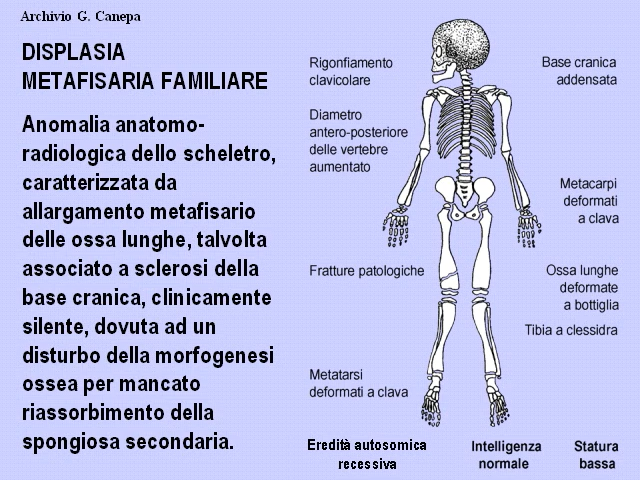 Archivio G. Canepa
DISPLASIA
METAFISARIA FAMILIARE
Anomalia anatomo-
radiologica dello scheletro,
caratterizzata da
allargamento metafisario
delle ossa lunghe, talvolta
associato a sclerosi della
base cranica, clinicamente
silente, dovuta ad un
disturbo della morfogenesi
ossea per mancato
riassorbimento della
spongiosa secondaria.
Rigonfiamento
clavicolare
Diametro
antero-posteriore
delle vertebre
aumentato
Fratture patologiche
Metatarsi
deformati a clava
Base cranica
addensata
Metacarpi
deformati
a clava
Ossa lunghe
deformate
a bottiglia
Tibia a clessidra
Eredità autosomica
recessiva
Intelligenza
normale
Statura
bassa